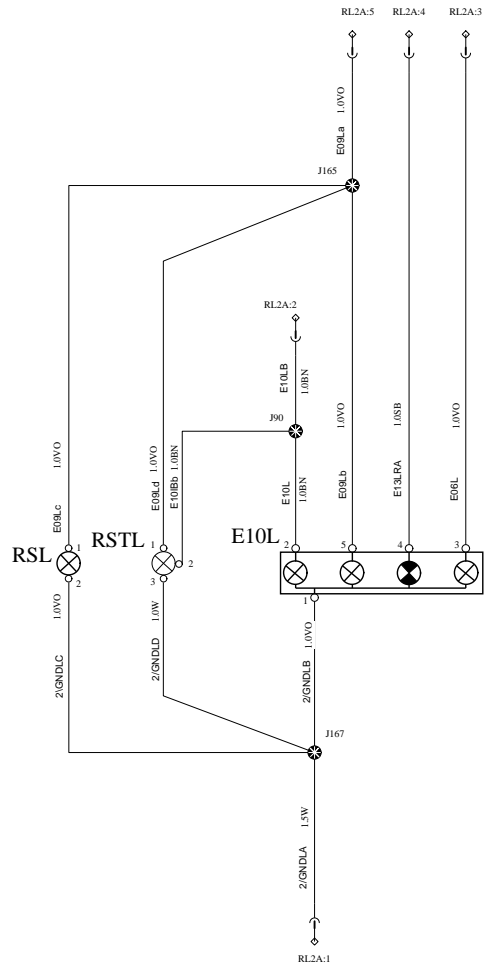 RL2A:5 RL2A:4 RL2A:3
1.0VO
E09La
J165
RL2A:2
E10LB
1.0BN
J90
1.0VO
E09Lc
1.0VO
E09Ld
1.0BN
E10lBb
E10L
1.0BN
1.0VO
E09Lb
1.0SB
E13LRA
1.0VO
E06L
RSL
1
2
RSTL
1
2
3
E10L
2 5 4 3
1
1.0VO
2\GNDLC
1.0W
2/GNDLD
1.0VO
2/GNDLB
J167
1.5W
2/GNDLA
RL2A:1